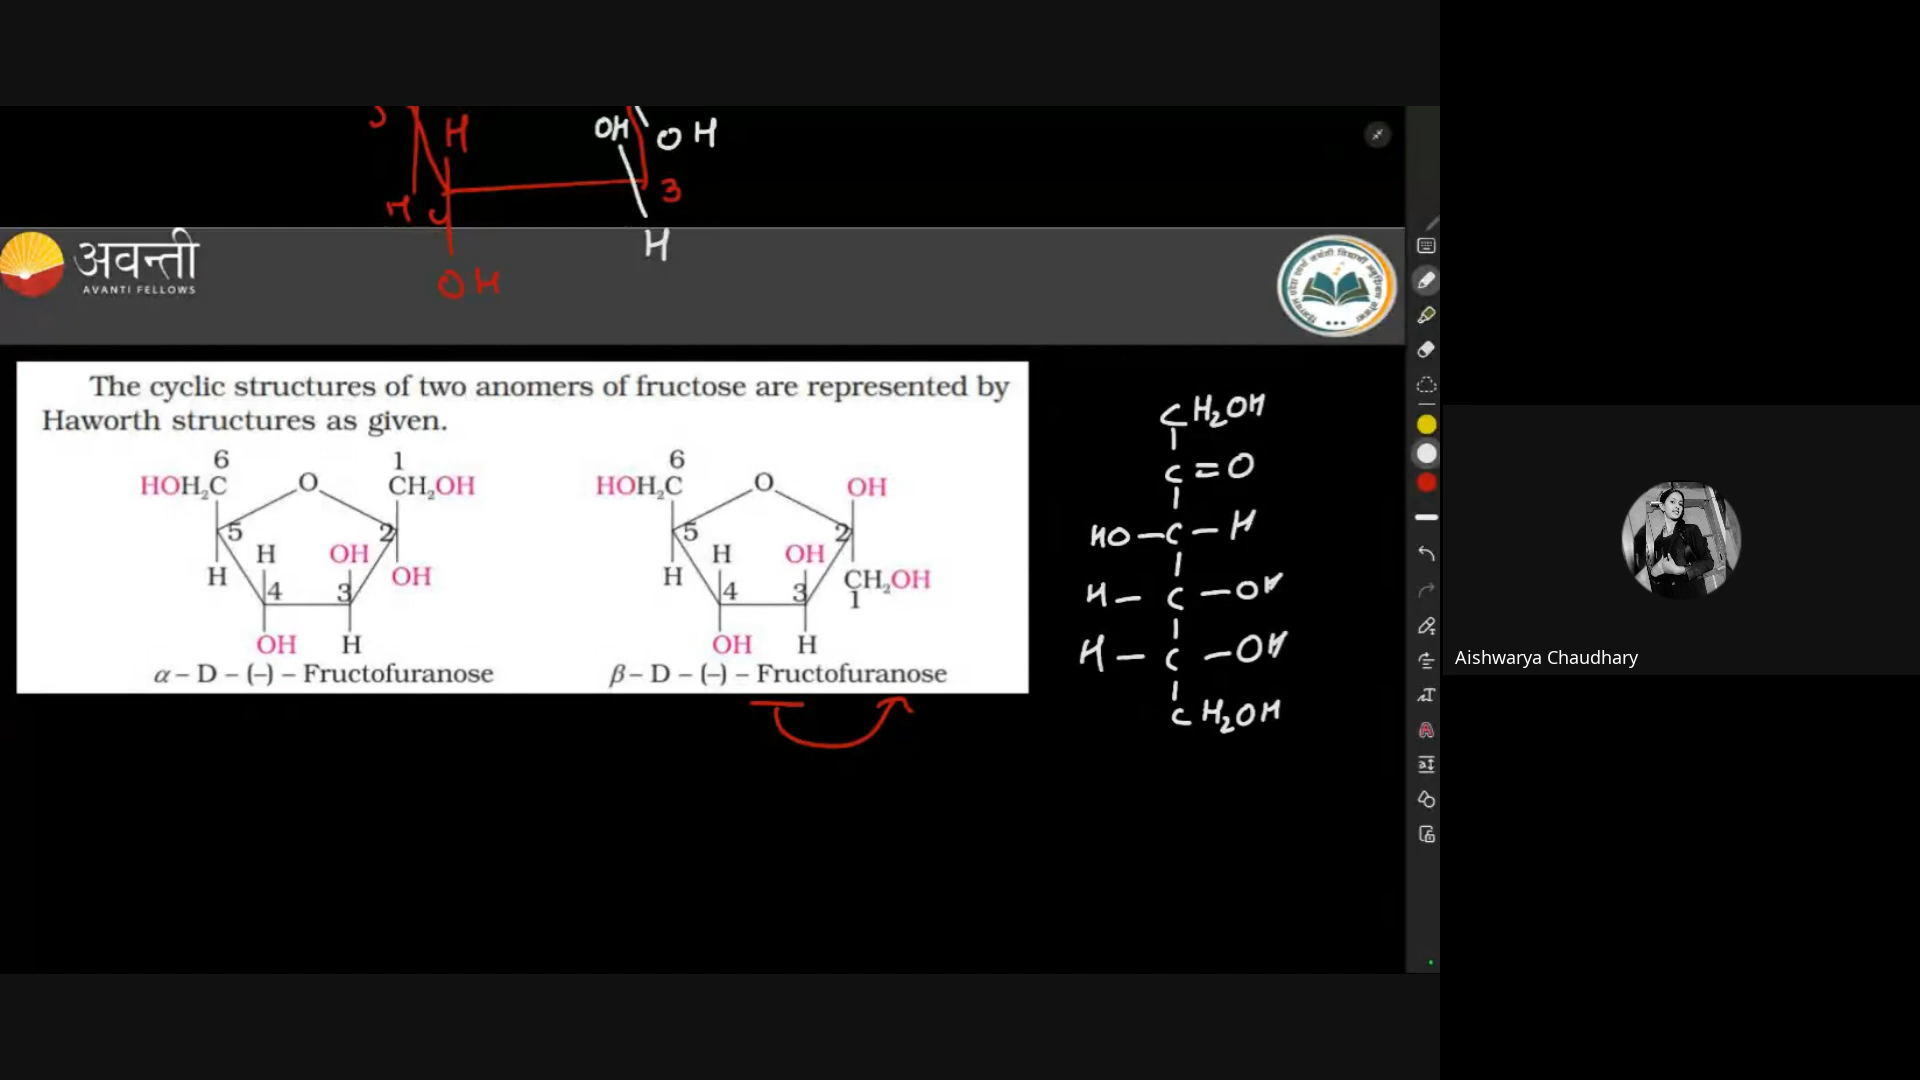 H
OH OH
3
H
H
OH
अवन्ती
AVANTI FELLOWS
The cyclic structures of two anomers of fructose are represented by
Haworth structures as given.
6 1
HOH₂C O CH₂OH
5 2
H OH
H OH
4 3
OH H
α – D – (–) – Fructofuranose
6
HOH₂C O OH
5 2
H OH
H CH₂OH
4 3 1
OH H
β – D – (–) – Fructofuranose
CH₂OH
C=O
HO–C–H
H–C–OH
H–C–OH
CH₂OH
Aishwarya Chaudhary